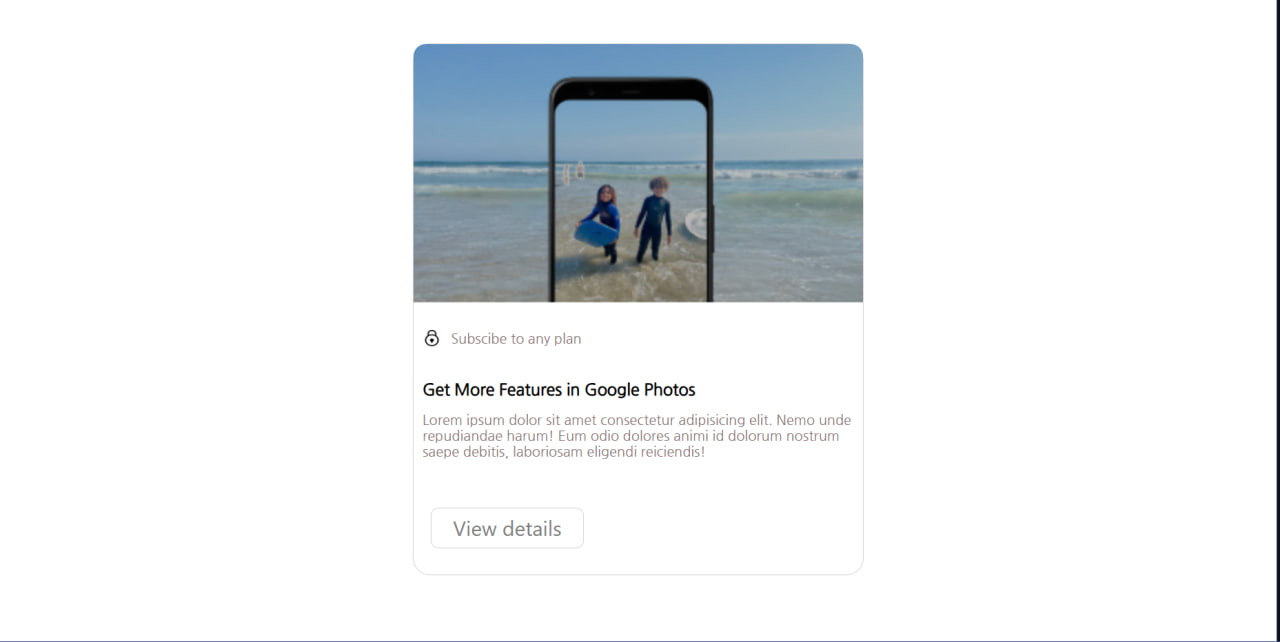 Subscibe to any plan
Get More Features in Google Photos
Lorem ipsum dolor sit amet consectetur adipisicing elit. Nemo unde
repudiandae harum! Eum odio dolores animi id dolorum nostrum
saepe debitis, laboriosam eligendi reiciendis!
View details